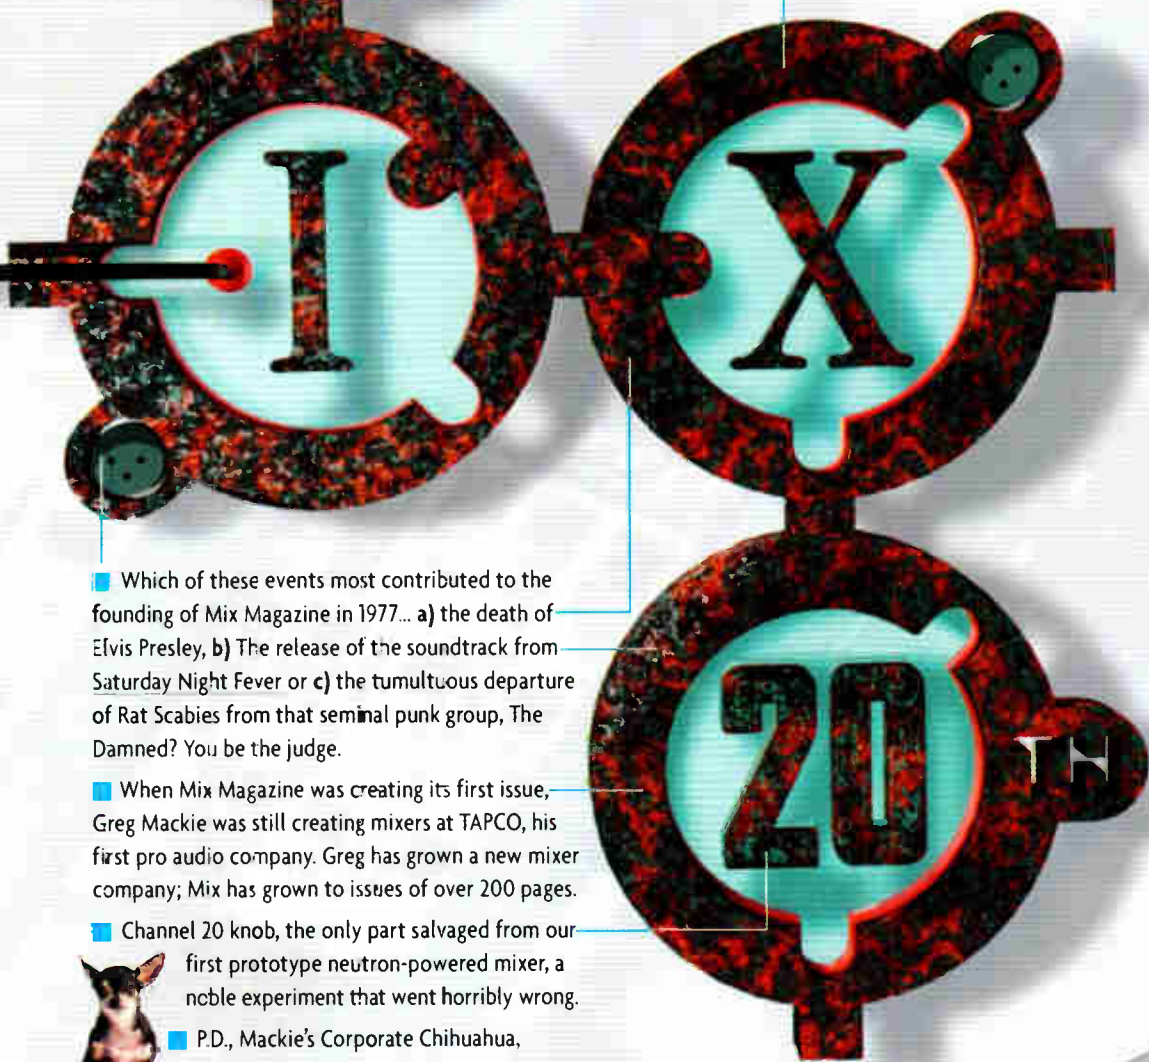 I X
20 TH
Which of these events most contributed to the
founding of Mix Magazine in 1977... a) the death of
Elvis Presley, b) The release of the soundtrack from
Saturday Night Fever or c) the tumultuous departure
of Rat Scabies from that seminal punk group, The
Damned? You be the judge.
When Mix Magazine was creating its first issue,
Greg Mackie was still creating mixers at TAPCO, his
first pro audio company. Greg has grown a new mixer
company; Mix has grown to issues of over 200 pages.
Channel 20 knob, the only part salvaged from our
first prototype neutron-powered mixer, a
noble experiment that went horribly wrong.
P.D., Mackie's Corporate Chihuahua,